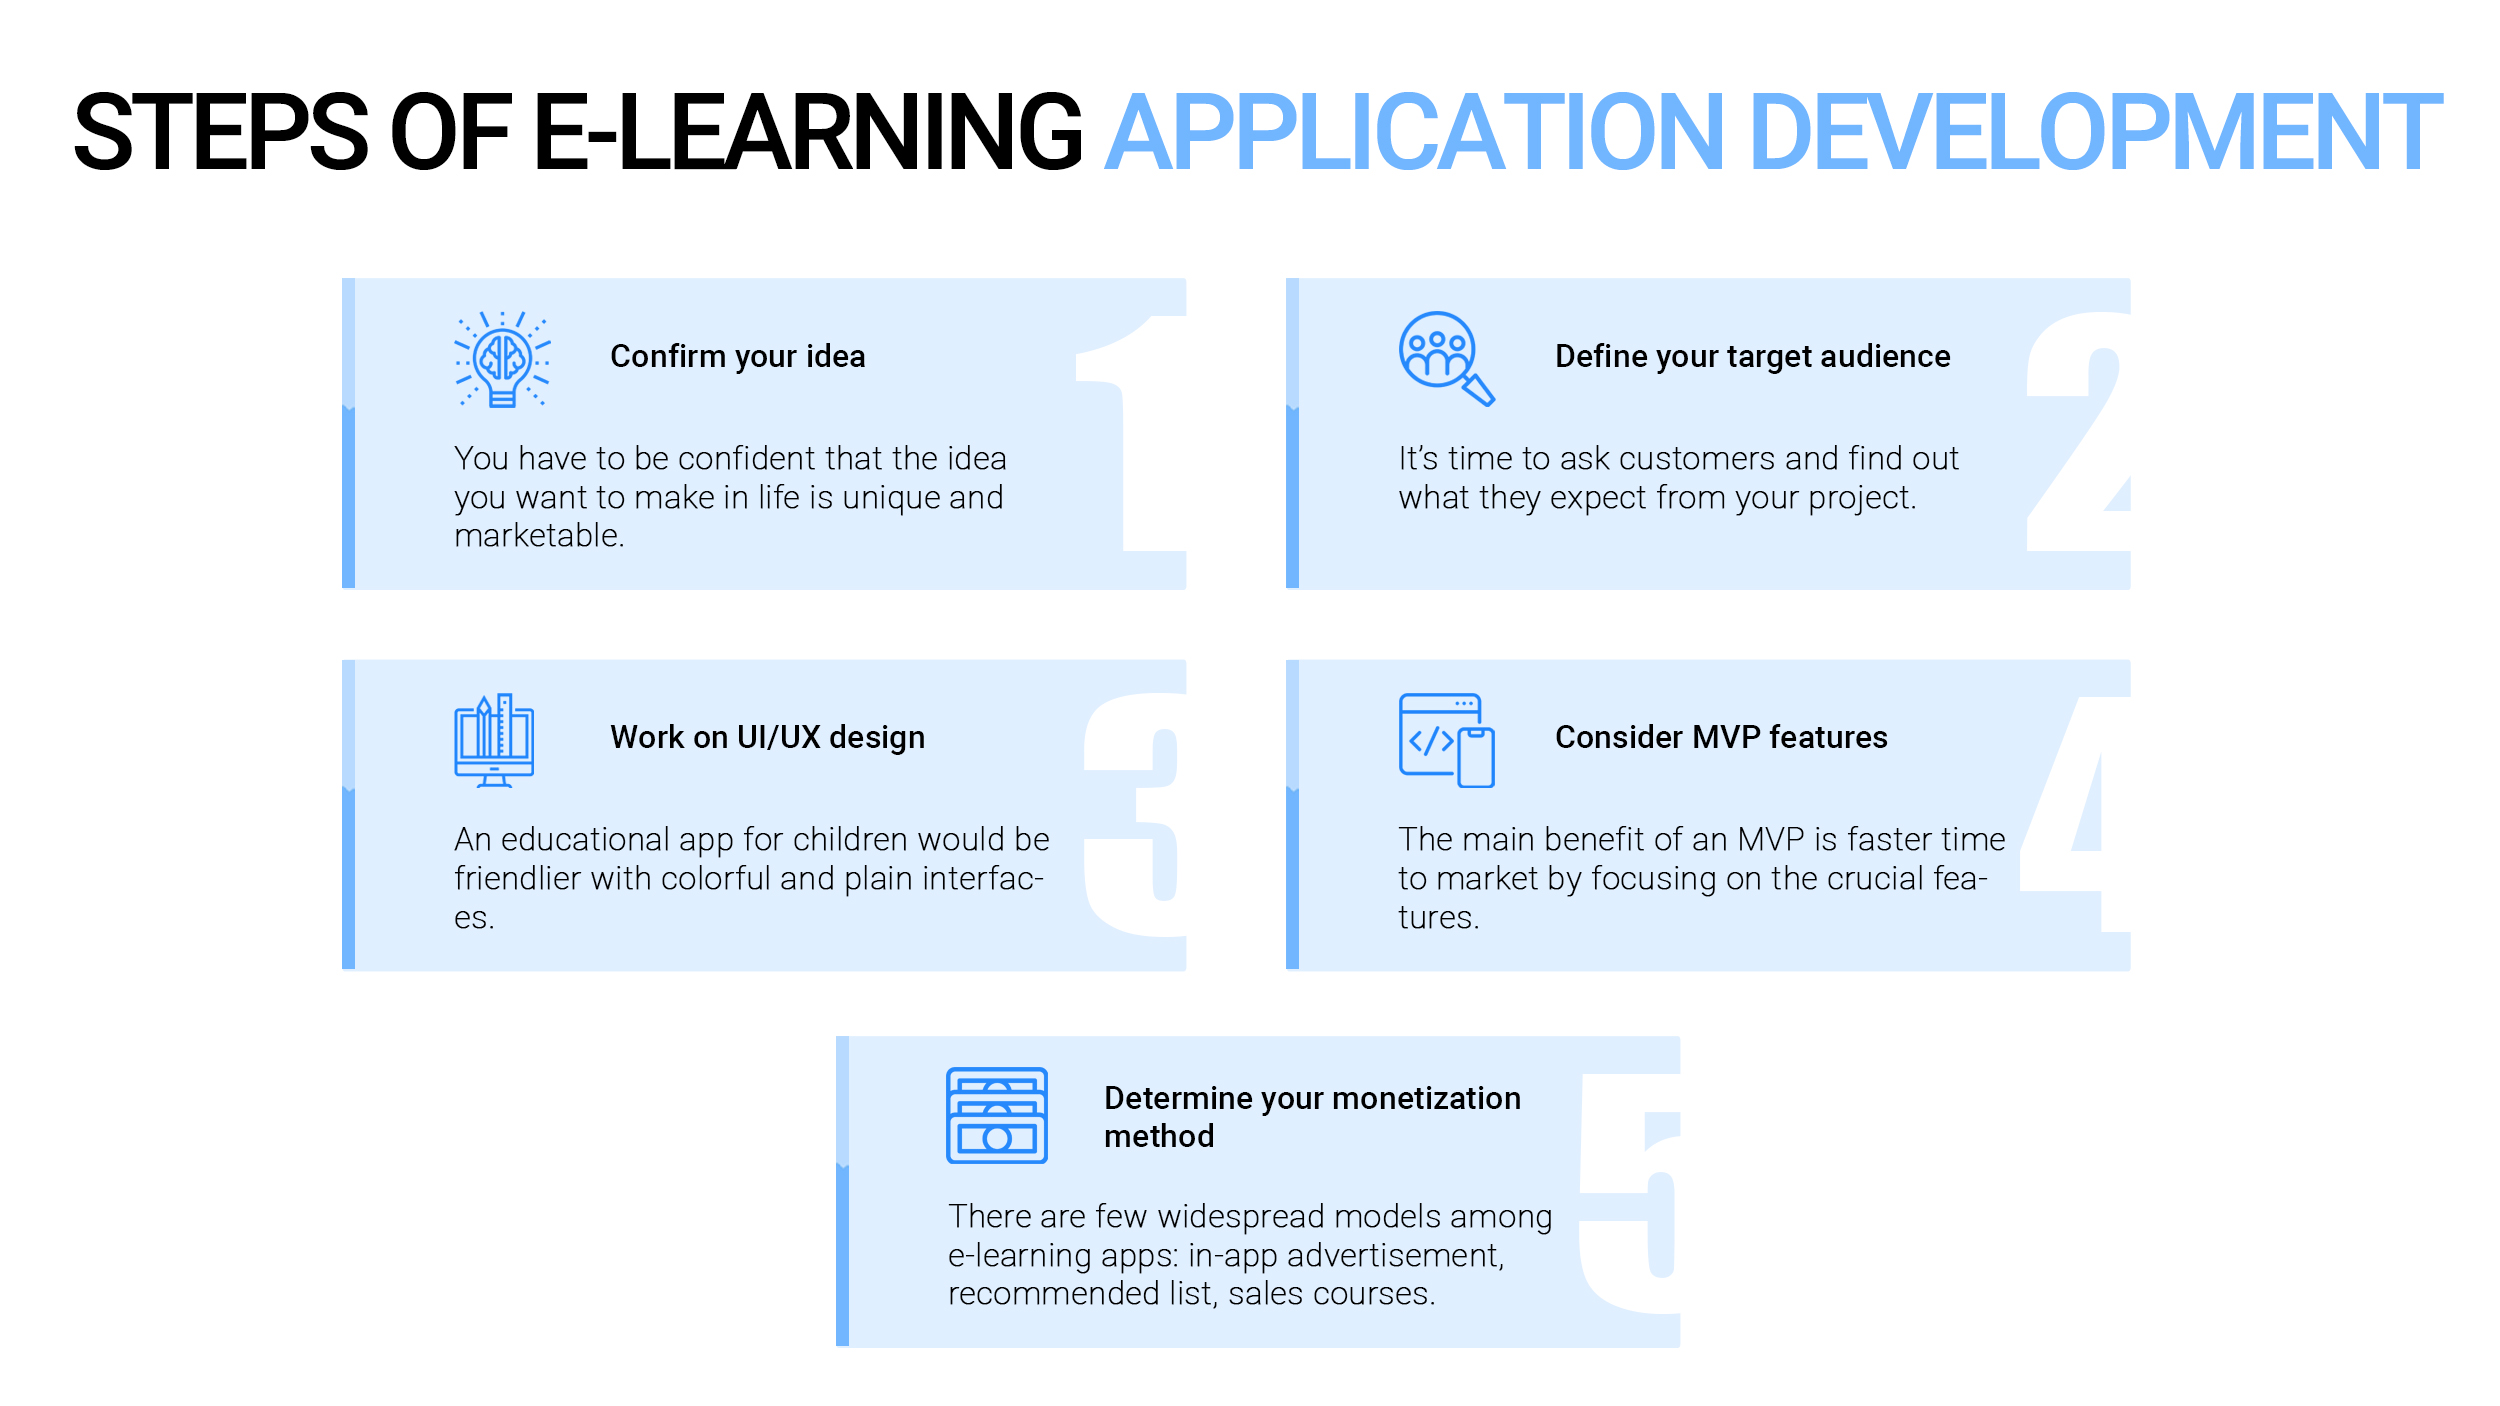 STEPS OF E-LEARNING APPLICATION DEVELOPMENT
1
Confirm your idea
You have to be confident that the idea
you want to make in life is unique and
marketable.
2
Define your target audience
It’s time to ask customers and find out
what they expect from your project.
3
Work on UI/UX design
An educational app for children would be
friendlier with colorful and plain interfac-
es.
4
Consider MVP features
The main benefit of an MVP is faster time
to market by focusing on the crucial fea-
tures.
5
Determine your monetization
method
There are few widespread models among
e-learning apps: in-app advertisement,
recommended list, sales courses.